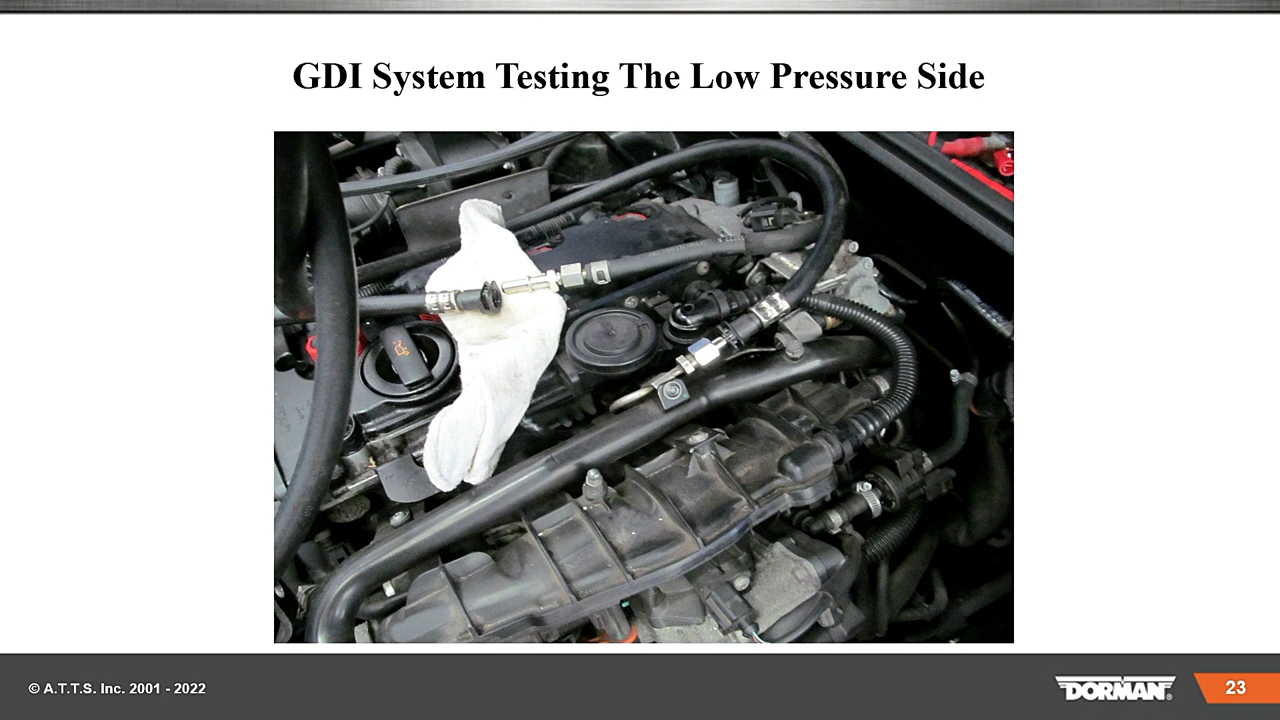 GDI System Testing The Low Pressure Side
© A.T.T.S. Inc. 2001 - 2022
DORMAN®
23